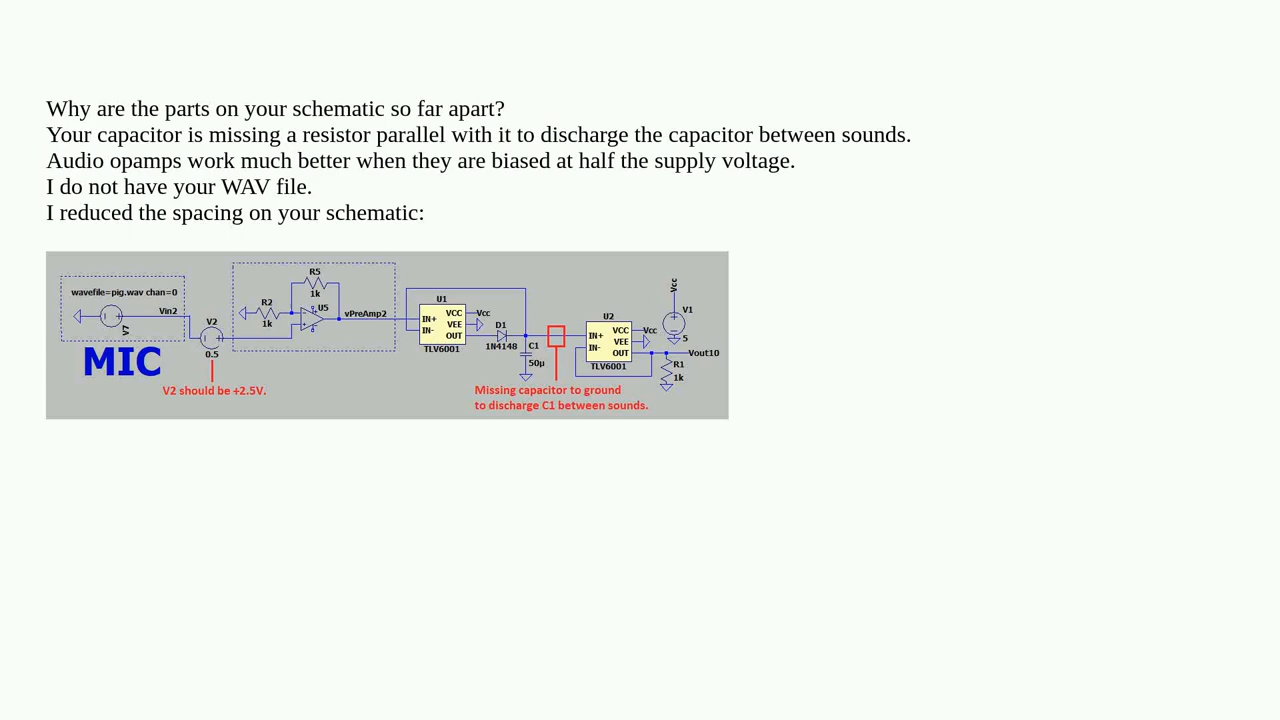 Why are the parts on your schematic so far apart?
Your capacitor is missing a resistor parallel with it to discharge the capacitor between sounds.
Audio opamps work much better when they are biased at half the supply voltage.
I do not have your WAV file.
I reduced the spacing on your schematic:
wavefile=pig.wav chan=0
Vin2
V7
MIC
V2
0.5
V2 should be +2.5V.
R5
1k
R2
1k
U5
vPreAmp2
U1
IN+
IN-
VCC
VEE
OUT
Vcc
TLV6001
D1
1N4148
C1
50µ
Missing capacitor to ground
to discharge C1 between sounds.
U2
IN+
IN-
VCC
VEE
OUT
Vcc
TLV6001
Vcc
V1
5
Vout10
R1
1k